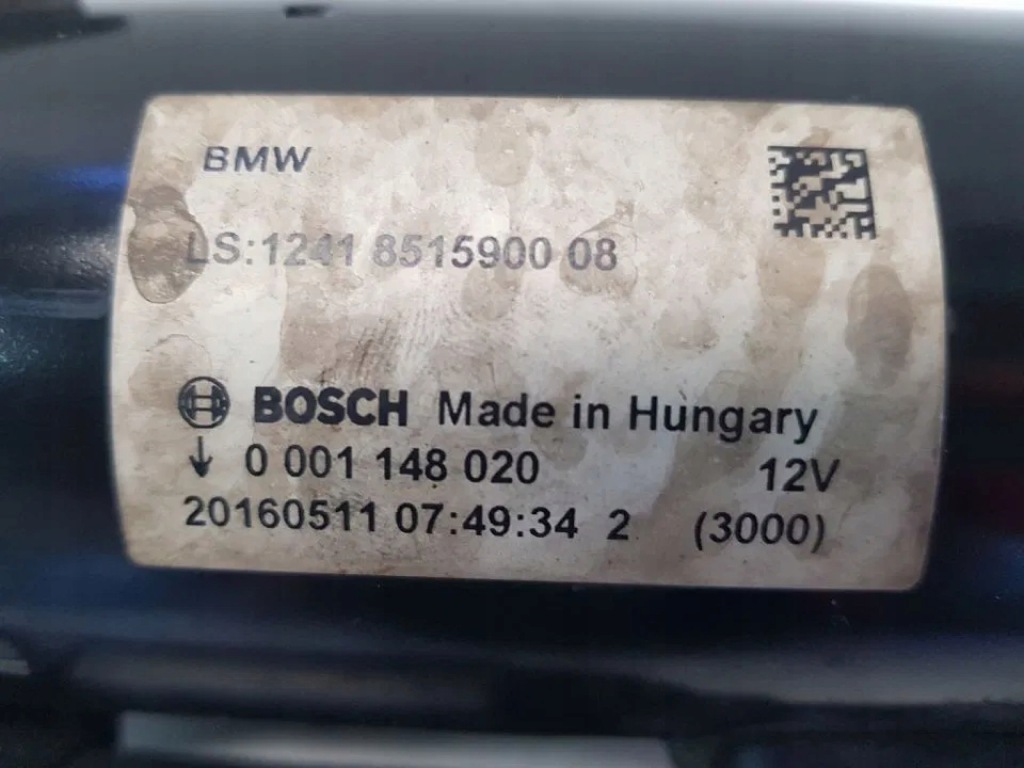 BMW
LS:1241 8515900 08
BOSCH Made in Hungary
↓ 0 001 148 020 12V
20160511 07:49:34 2 (3000)